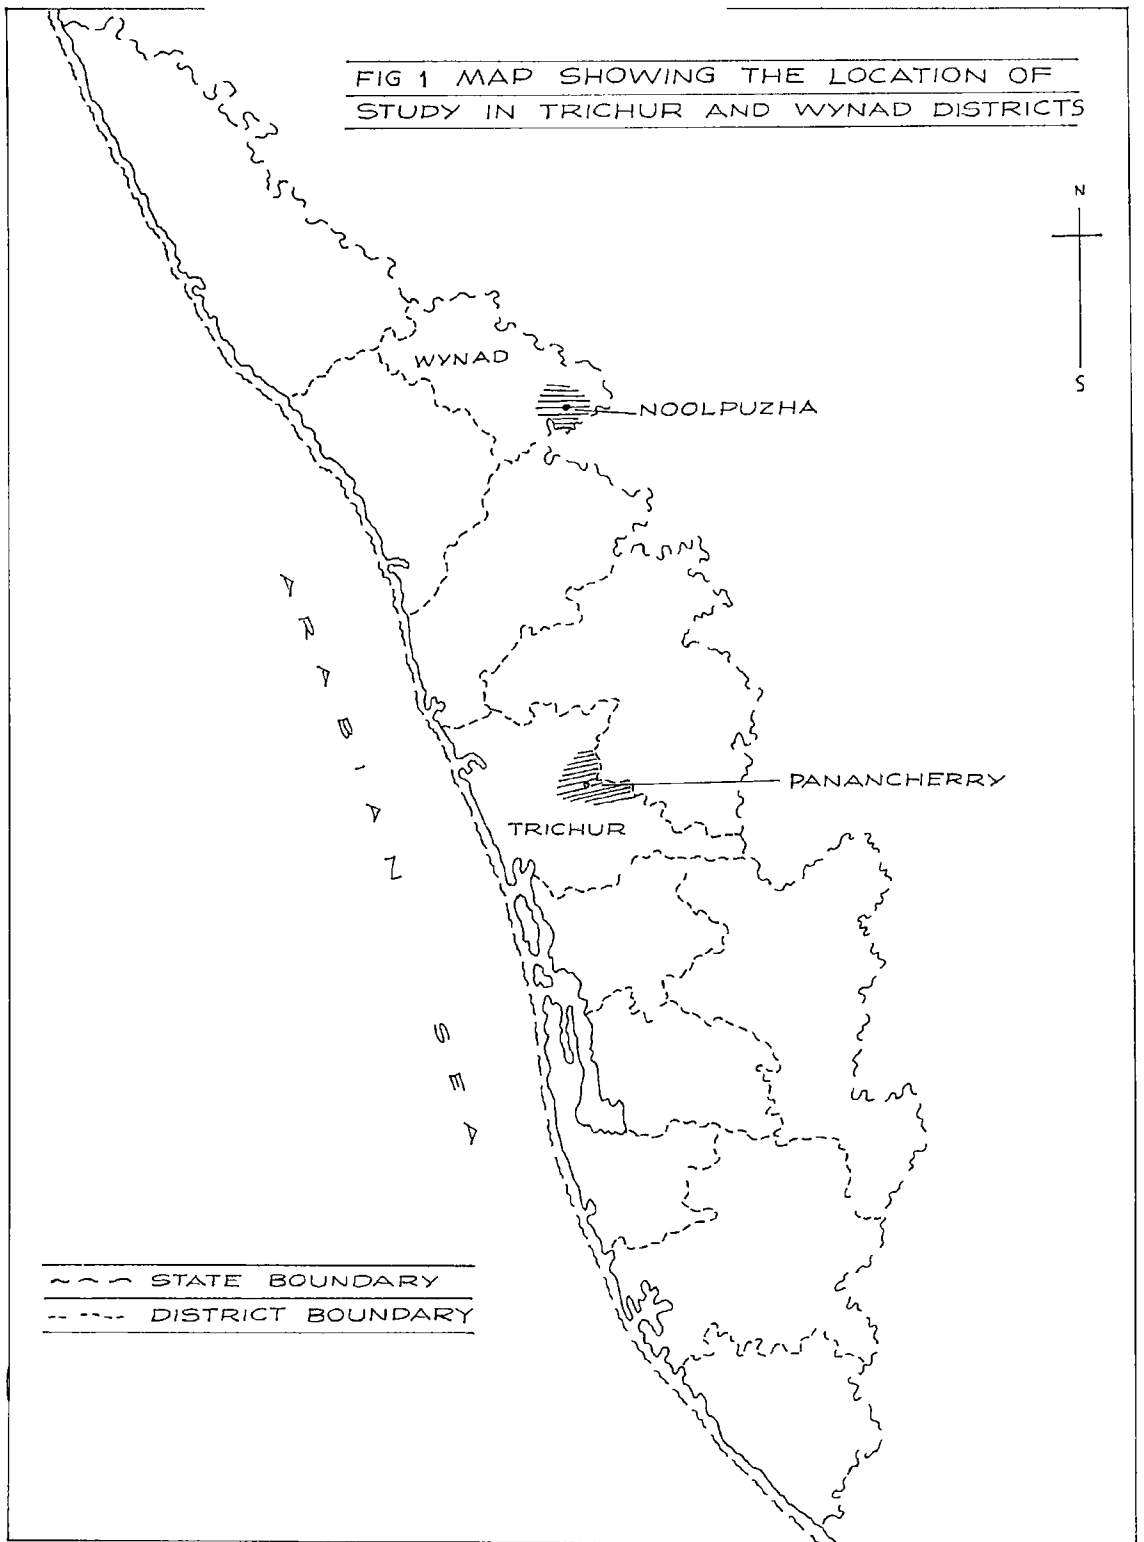 FIG 1 MAP SHOWING THE LOCATION OF
STUDY IN TRICHUR AND WYNAD DISTRICTS
N
S
WYNAD
NOOLPUZHA
ARABIAN SEA
PANANCHERRY
TRICHUR
STATE BOUNDARY
DISTRICT BOUNDARY